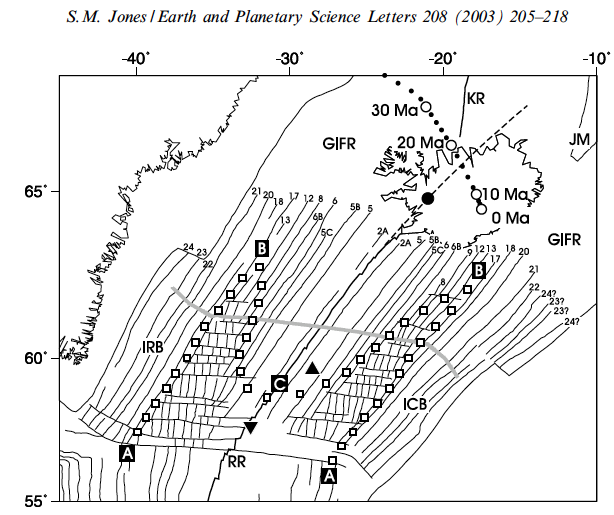 S.M. Jones / Earth and Planetary Science Letters 208 (2003) 205–218
-40° -30° -20° -10°
30 Ma KR
GIFR 20 Ma JM
65°
10 Ma
0 Ma
21 20 18 17 12 8 6 5B 5
13 6B 5C
2A
2A 5 5B 6 6B 9 12 13 18 20
5C 17
GIFR
24 23 22
B
B
21
22
24?
23?
23?
24?
8
60°
IRB
C
ICB
A
RR
A
55°